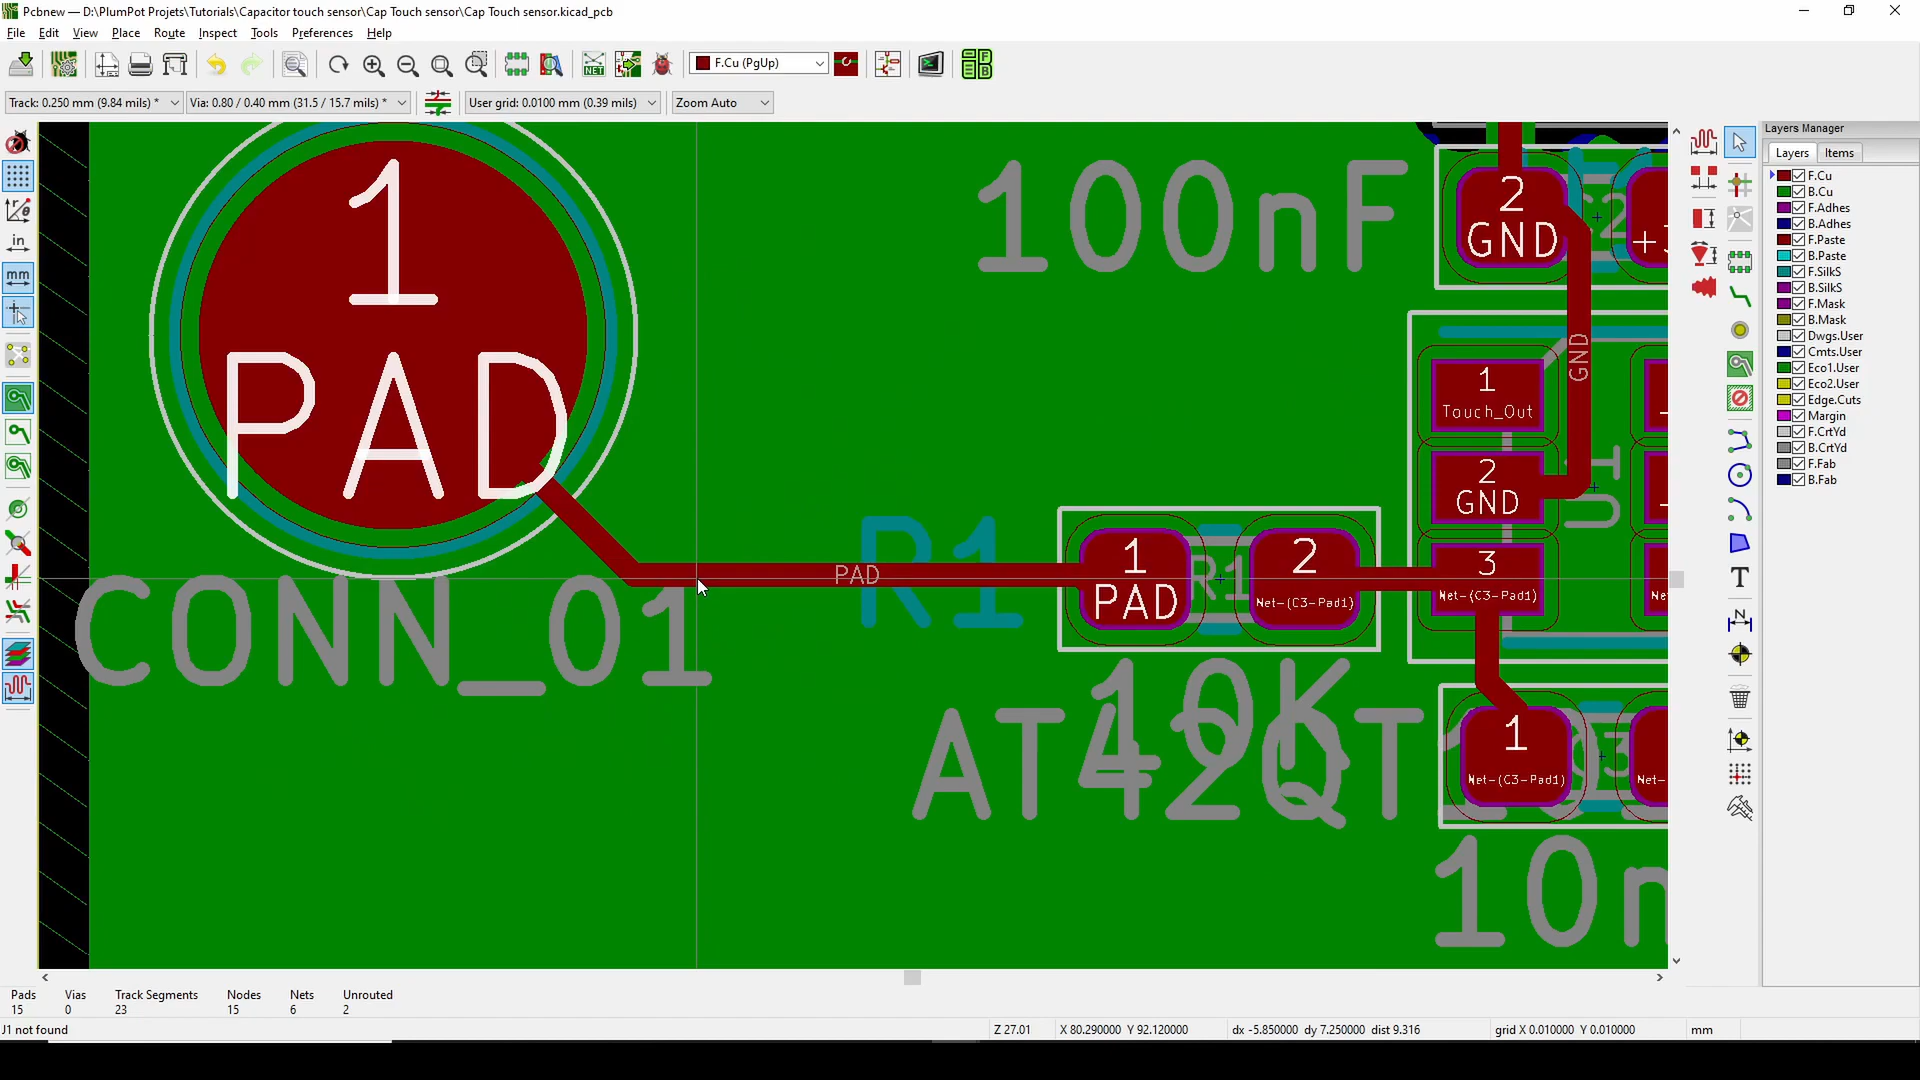 Pcbnew — D:\PlumPot Projets\Tutorials\Capacitor touch sensor\Cap Touch sensor\Cap Touch sensor.kicad_pcb
File Edit View Place Route Inspect Tools Preferences Help
NET
F.Cu (PgUp)
Track: 0.250 mm (9.84 mils) *
Via: 0.80 / 0.40 mm (31.5 / 15.7 mils) *
User grid: 0.0100 mm (0.39 mils)
Zoom Auto
in
mm
1
PAD
CONN_01
100nF
2
GND
GND
1
Touch_Out
2
GND
U1
3
Net-(C3-Pad1)
PAD
R1
1
PAD
R1
2
Net-(C3-Pad1)
10K
AT42QT
1
Net-(C3-Pad1)
C3
Net-
10n
Layers Manager
Layers Items
F.Cu
B.Cu
F.Adhes
B.Adhes
F.Paste
B.Paste
F.SilkS
B.SilkS
F.Mask
B.Mask
Dwgs.User
Cmts.User
Eco1.User
Eco2.User
Edge.Cuts
Margin
F.CrtYd
B.CrtYd
F.Fab
B.Fab
Pads Vias Track Segments Nodes Nets Unrouted
15 0 23 15 6 2
J1 not found
Z 27.01
X 80.290000 Y 92.120000
dx -5.850000 dy 7.250000 dist 9.316
grid X 0.010000 Y 0.010000
mm